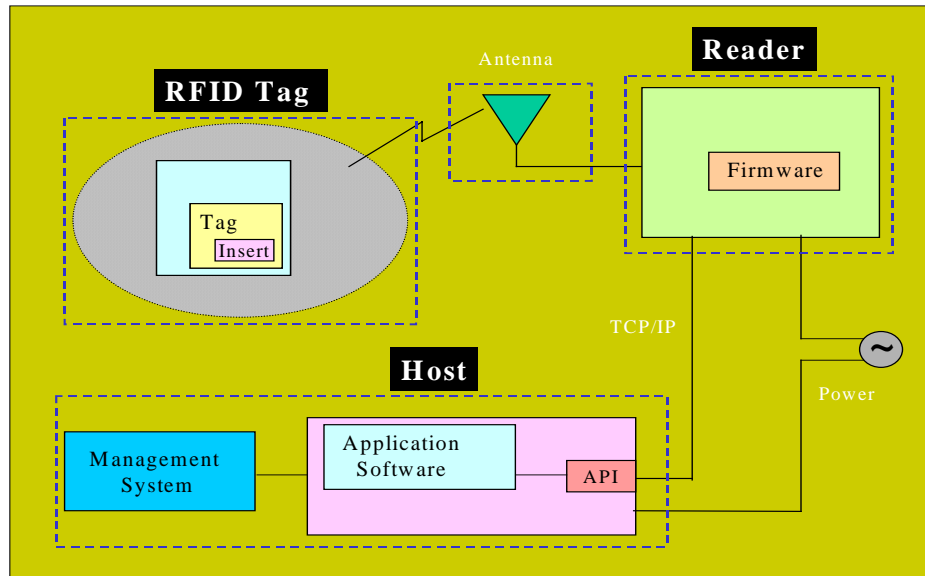 Antenna
Reader
RFID Tag
Firmware
Tag
Insert
TCP/IP
~
Host
Power
Application
Software
Management
System
API